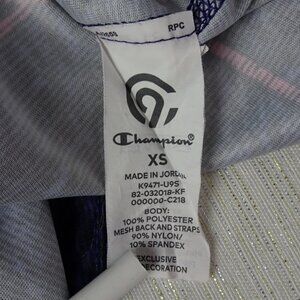 RPC
Champion
XS
MADE IN JORDAN
K9471-U9S
82-032018-KF
000000-C218
BODY:
100% POLYESTER
MESH BACK AND STRAPS
90% NYLON/
10% SPANDEX
EXCLUSIVE
DECORATION